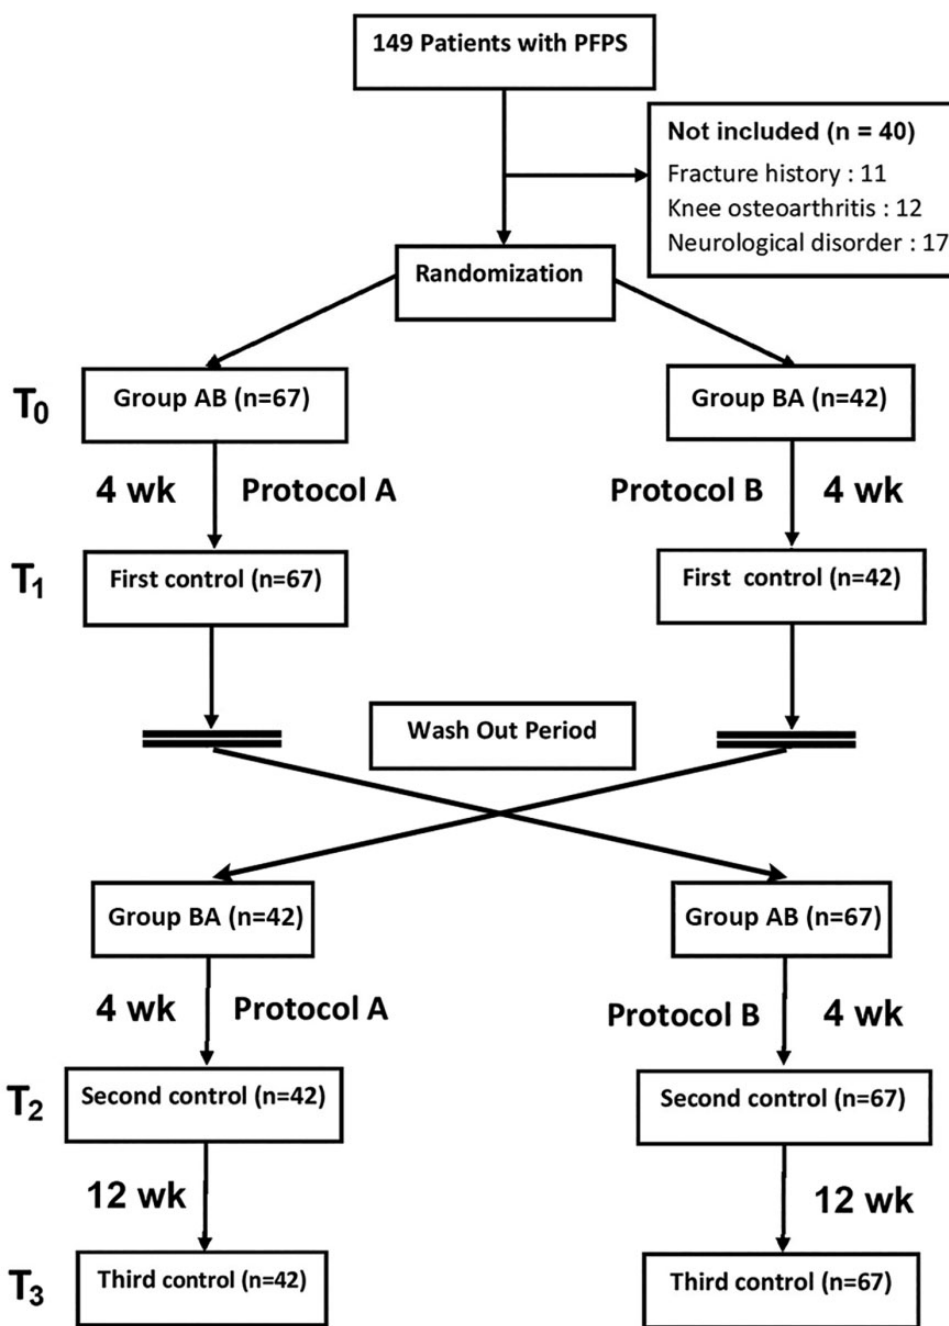 149 Patients with PFPS
Not included (n = 40)
Fracture history : 11
Knee osteoarthritis : 12
Neurological disorder : 17
Randomization
T₀
Group AB (n=67)
Group BA (n=42)
4 wk
Protocol A
Protocol B
4 wk
T₁
First control (n=67)
First control (n=42)
Wash Out Period
Group BA (n=42)
Group AB (n=67)
4 wk
Protocol A
Protocol B
4 wk
T₂
Second control (n=42)
Second control (n=67)
12 wk
12 wk
T₃
Third control (n=42)
Third control (n=67)